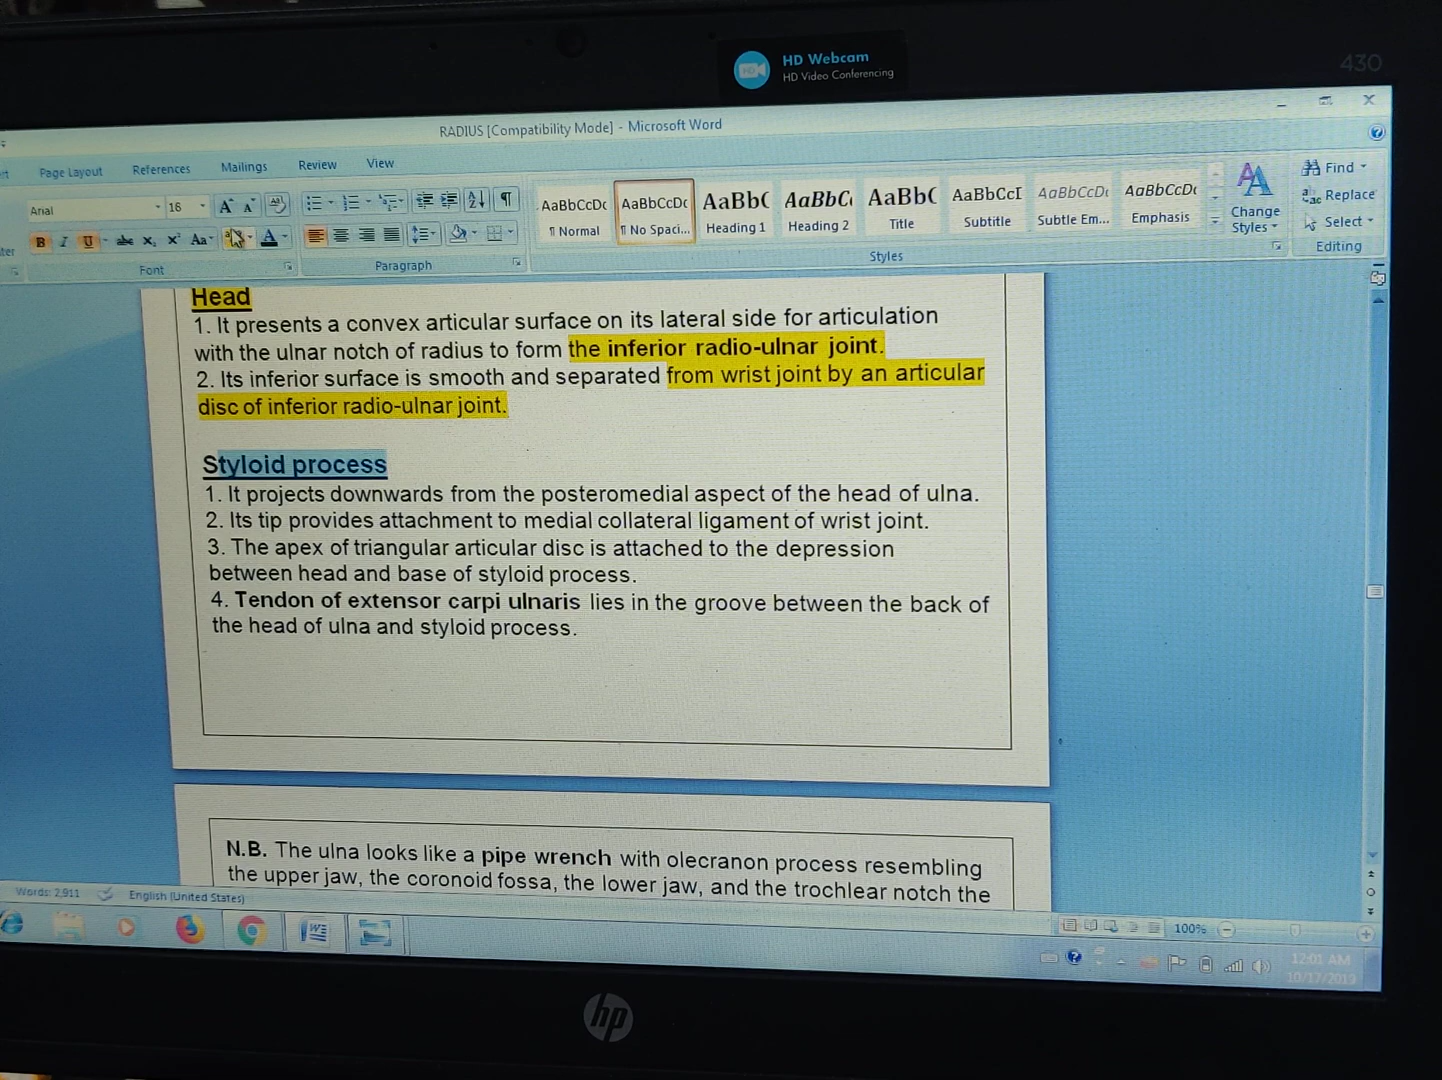 HD Webcam
HD Video Conferencing
430
RADIUS [Compatibility Mode] - Microsoft Word
Page Layout References Mailings Review View
Arial 16
AaBbCcDc AaBbCcDc AaBbC AaBbC AaBbC AaBbCcI AaBbCcDc AaBbCcDc
¶ Normal ¶ No Spaci... Heading 1 Heading 2 Title Subtitle Subtle Em... Emphasis
Change
Styles
Find
Replace
Select
Font Paragraph Styles Editing
Head
1. It presents a convex articular surface on its lateral side for articulation
with the ulnar notch of radius to form the inferior radio-ulnar joint.
2. Its inferior surface is smooth and separated from wrist joint by an articular
disc of inferior radio-ulnar joint.
Styloid process
1. It projects downwards from the posteromedial aspect of the head of ulna.
2. Its tip provides attachment to medial collateral ligament of wrist joint.
3. The apex of triangular articular disc is attached to the depression
between head and base of styloid process.
4. Tendon of extensor carpi ulnaris lies in the groove between the back of
the head of ulna and styloid process.
N.B. The ulna looks like a pipe wrench with olecranon process resembling
the upper jaw, the coronoid fossa, the lower jaw, and the trochlear notch the
Words: 2,911 English (United States)
100%
12:01 AM
10/17/2019
hp